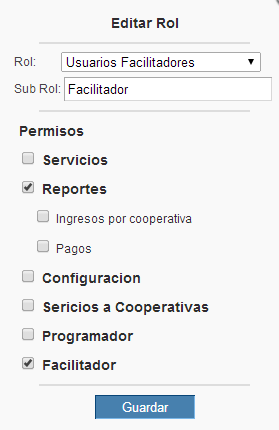 Editar Rol
Rol: Usuarios Facilitadores
Sub Rol: Facilitador
Permisos
Servicios
Reportes
Ingresos por cooperativa
Pagos
Configuracion
Sericios a Cooperativas
Programador
Facilitador
Guardar